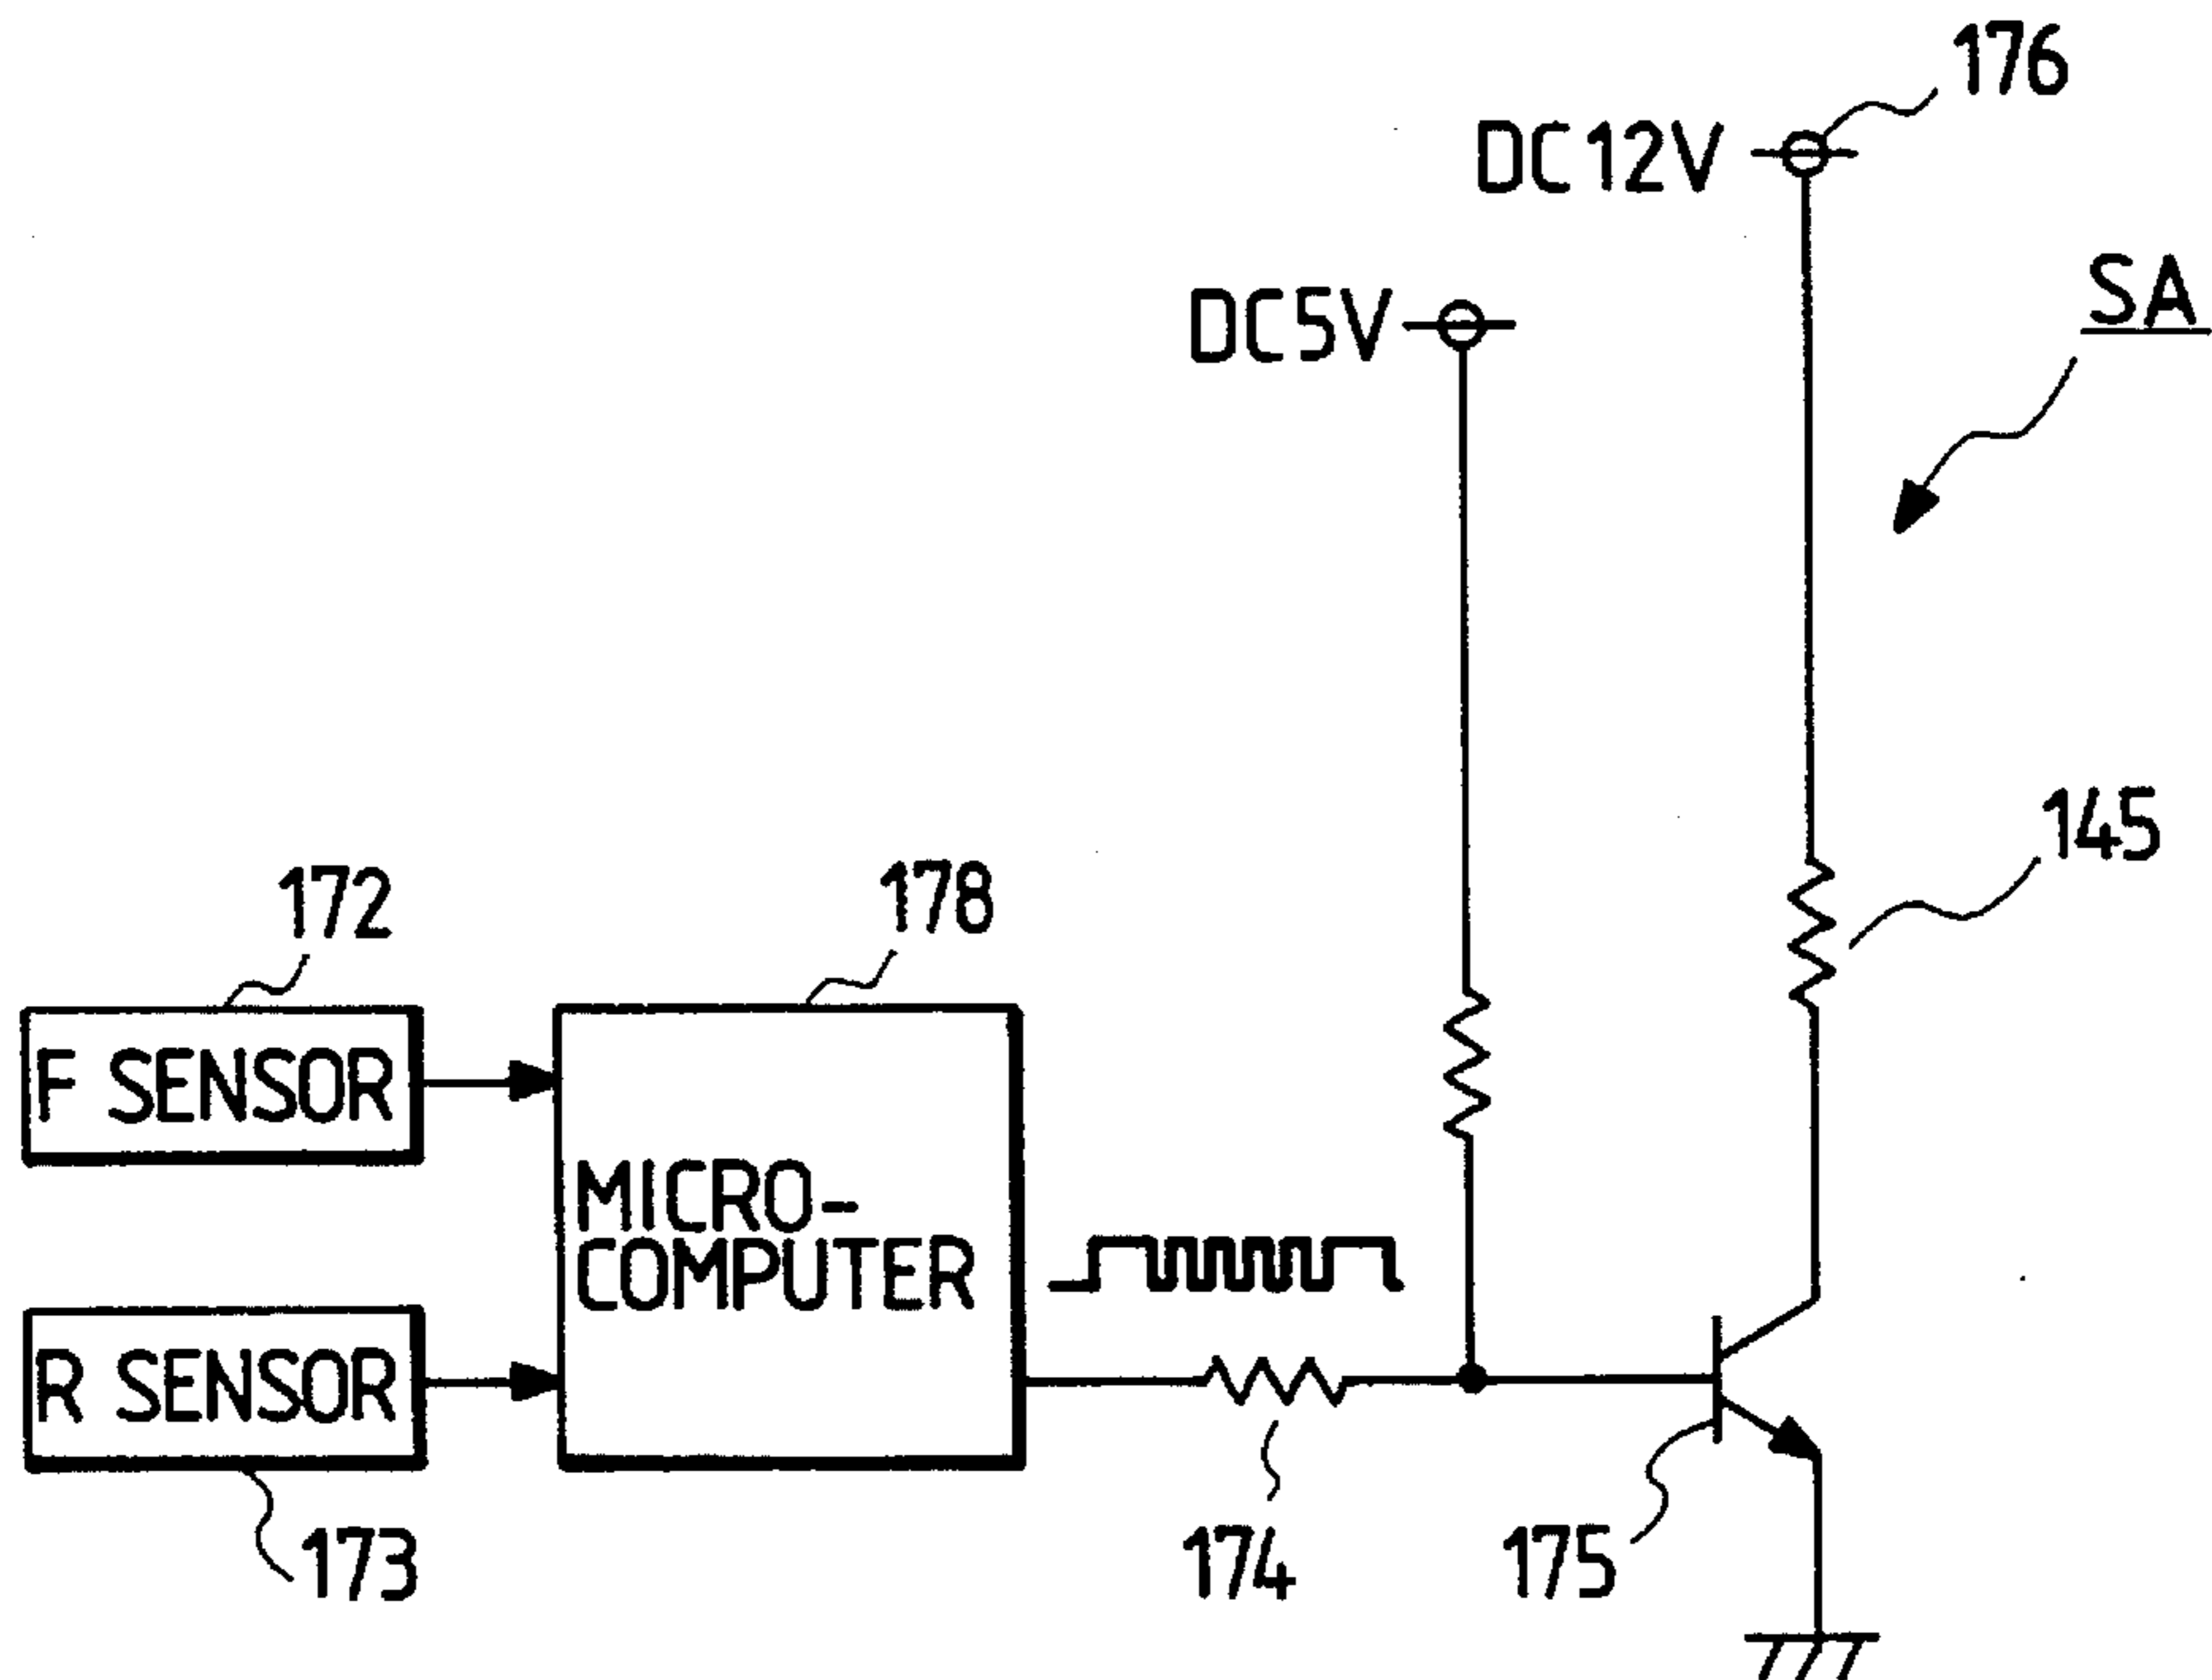 176
DC12V
SA
DC5V
145
172
178
F SENSOR
MICRO-
COMPUTER
R SENSOR
173
174
175